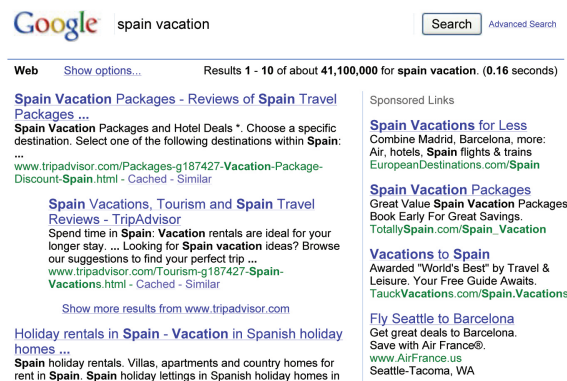 Google spain vacation Search Advanced Search
Web Show options... Results 1 - 10 of about 41,100,000 for spain vacation. (0.16 seconds)
Spain Vacation Packages - Reviews of Spain Travel
Packages ...
Spain Vacation Packages and Hotel Deals *. Choose a specific
destination. Select one of the following destinations within Spain:
...
www.tripadvisor.com/Packages-g187427-Vacation-Package-
Discount-Spain.html - Cached - Similar
Spain Vacations, Tourism and Spain Travel
Reviews - TripAdvisor
Spend time in Spain: Vacation rentals are ideal for your
longer stay. ... Looking for Spain vacation ideas? Browse
our suggestions to find your perfect trip ...
www.tripadvisor.com/Tourism-g187427-Spain-
Vacations.html - Cached - Similar
Show more results from www.tripadvisor.com
Holiday rentals in Spain - Vacation in Spanish holiday
homes ...
Spain holiday rentals. Villas, apartments and country homes for
rent in Spain. Spain holiday lettings in Spanish holiday homes in
Sponsored Links
Spain Vacations for Less
Combine Madrid, Barcelona, more:
Air, hotels, Spain flights & trains
EuropeanDestinations.com/Spain
Spain Vacation Packages
Great Value Spain Vacation Packages
Book Early For Great Savings.
TotallySpain.com/Spain_Vacation
Vacations to Spain
Awarded "World's Best" by Travel &
Leisure. Your Free Guide Awaits.
TauckVacations.com/Spain.Vacations
Fly Seattle to Barcelona
Get great deals to Barcelona.
Save with Air France®.
www.AirFrance.us
Seattle-Tacoma, WA